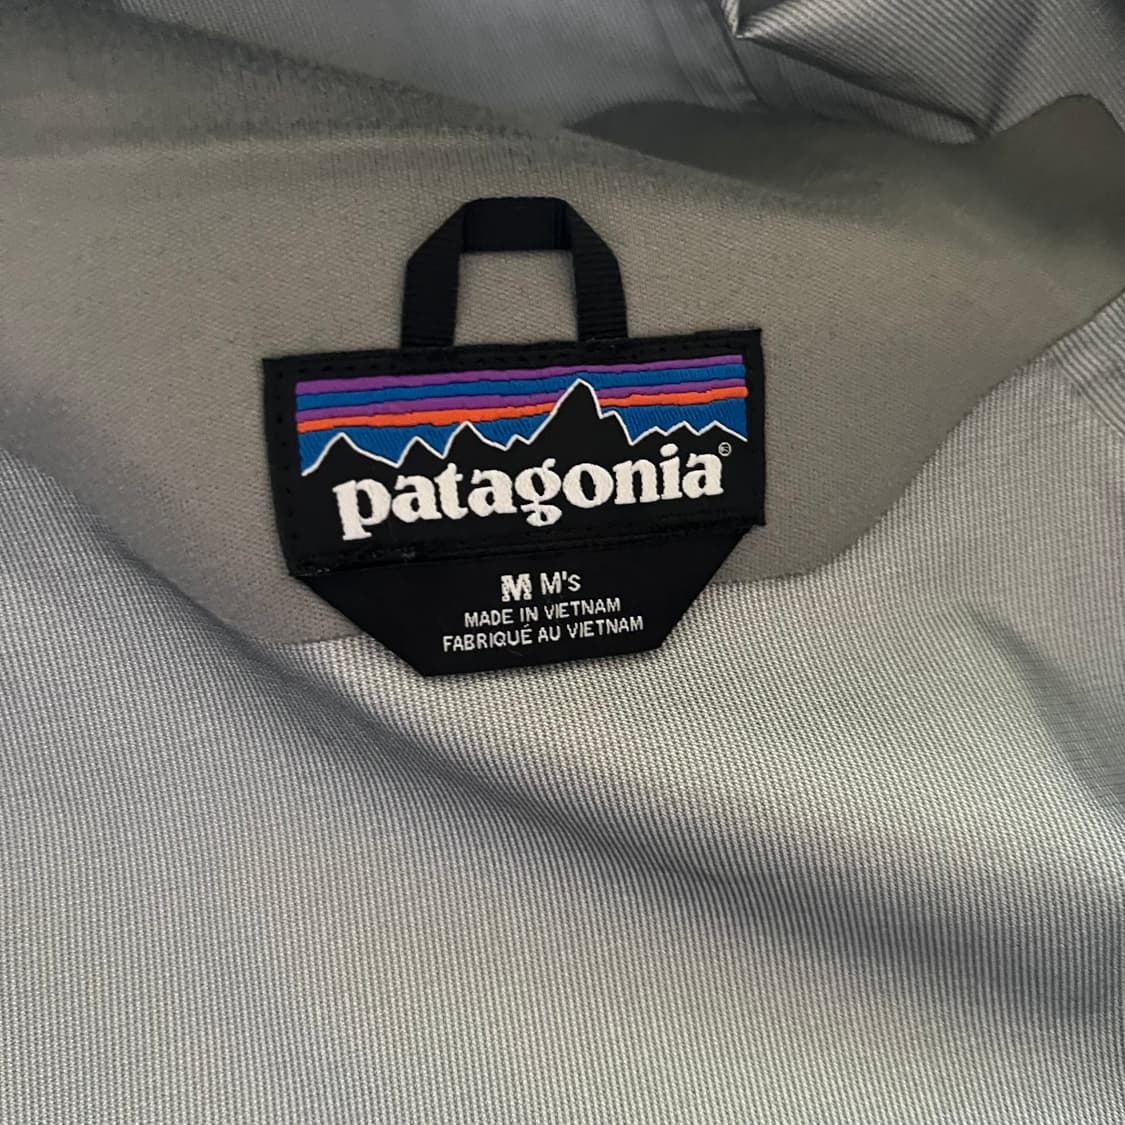 patagonia®
M M's
MADE IN VIETNAM
FABRIQUÉ AU VIETNAM